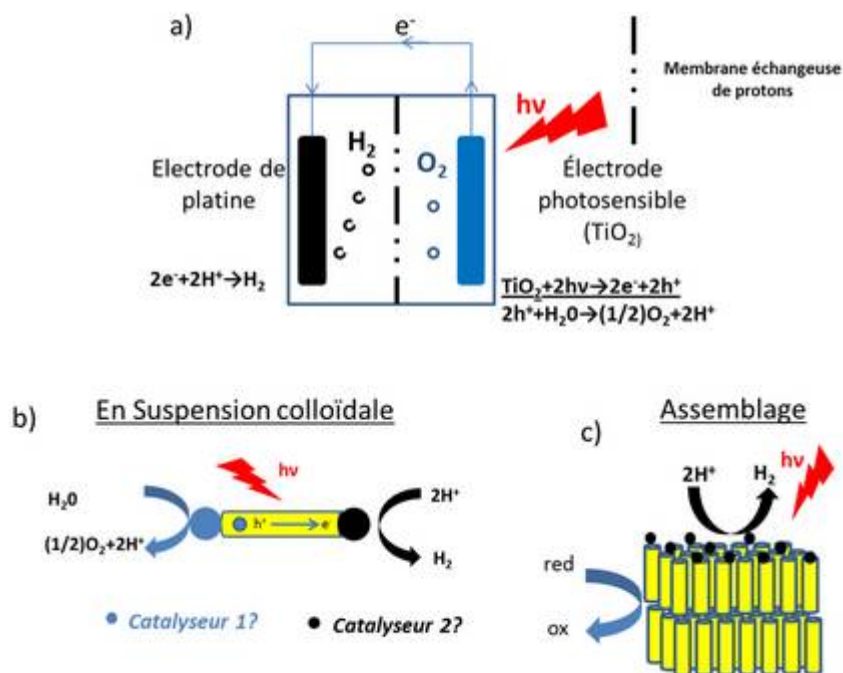 a)
e⁻
Membrane échangeuse
de protons
hν
H₂
O₂
Electrode de
platine
Électrode
photosensible
(TiO₂)
2e⁻+2H⁺→H₂
TiO₂+2hν→2e⁻+2h⁺
2h⁺+H₂0→(1/2)O₂+2H⁺
b)
En Suspension colloïdale
hν
H₂0
(1/2)O₂+2H⁺
h⁺
e⁻
2H⁺
H₂
Catalyseur 1?
Catalyseur 2?
Assemblage
c)
hν
2H⁺
H₂
red
ox